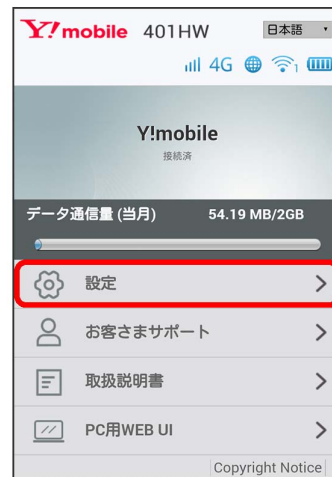 Y!mobile 401HW 日本語
4G 1
Y!mobile
接続済
データ通信量 (当月) 54.19 MB/2GB
設定
お客さまサポート
取扱説明書
PC用WEB UI
Copyright Notice